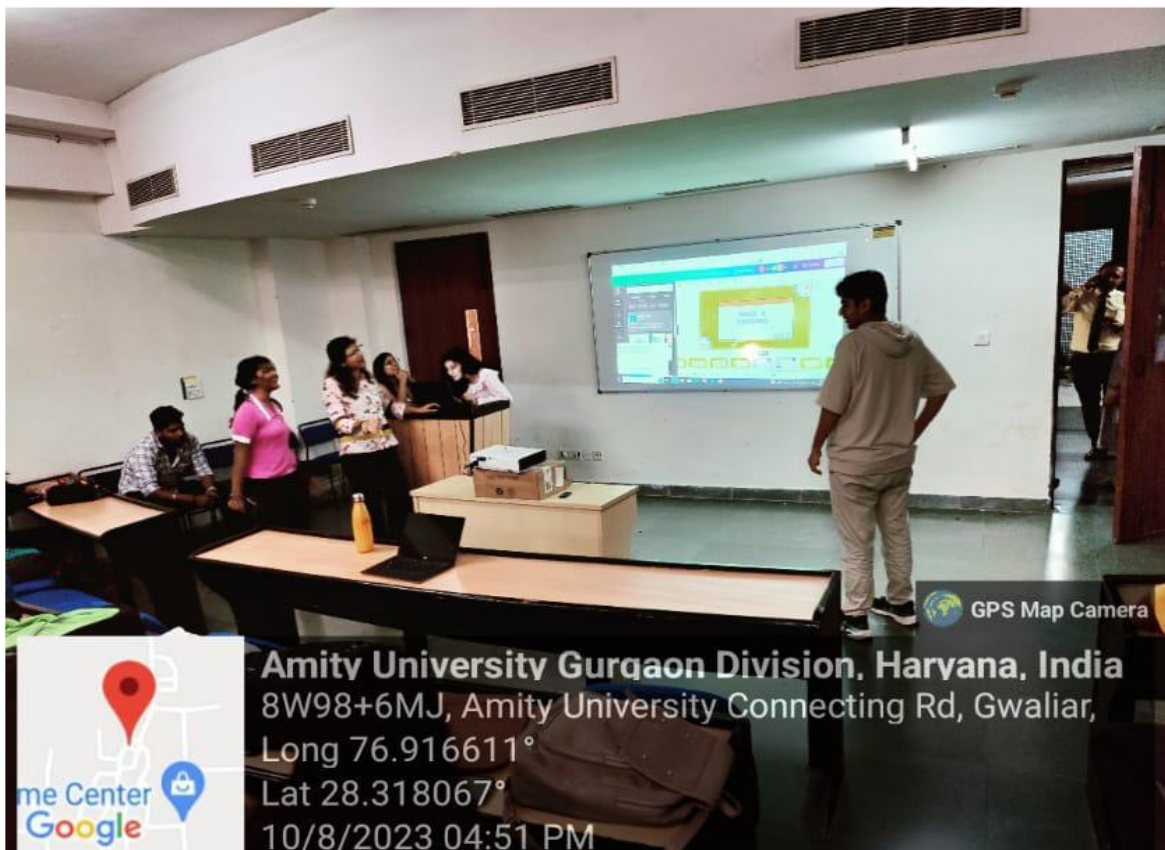 GPS Map Camera
Amity University Gurgaon Division, Haryana, India
8W98+6MJ, Amity University Connecting Rd, Gwaliar,
Long 76.916611°
Lat 28.318067°
10/8/2023 04:51 PM
me Center
Google